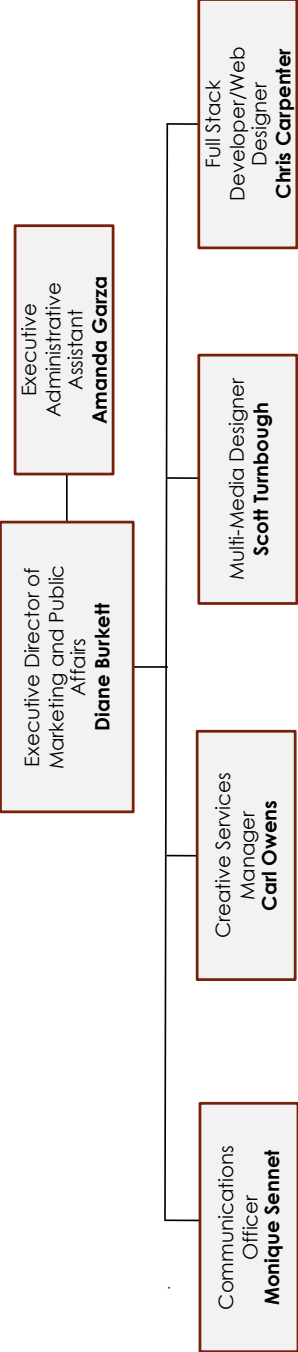 Executive Director of
Marketing and Public
Affairs
Diane Burkett
Executive
Administrative
Assistant
Amanda Garza
Communications
Officer
Monique Sennet
Creative Services
Manager
Carl Owens
Multi-Media Designer
Scott Turnbough
Full Stack
Developer/Web
Designer
Chris Carpenter